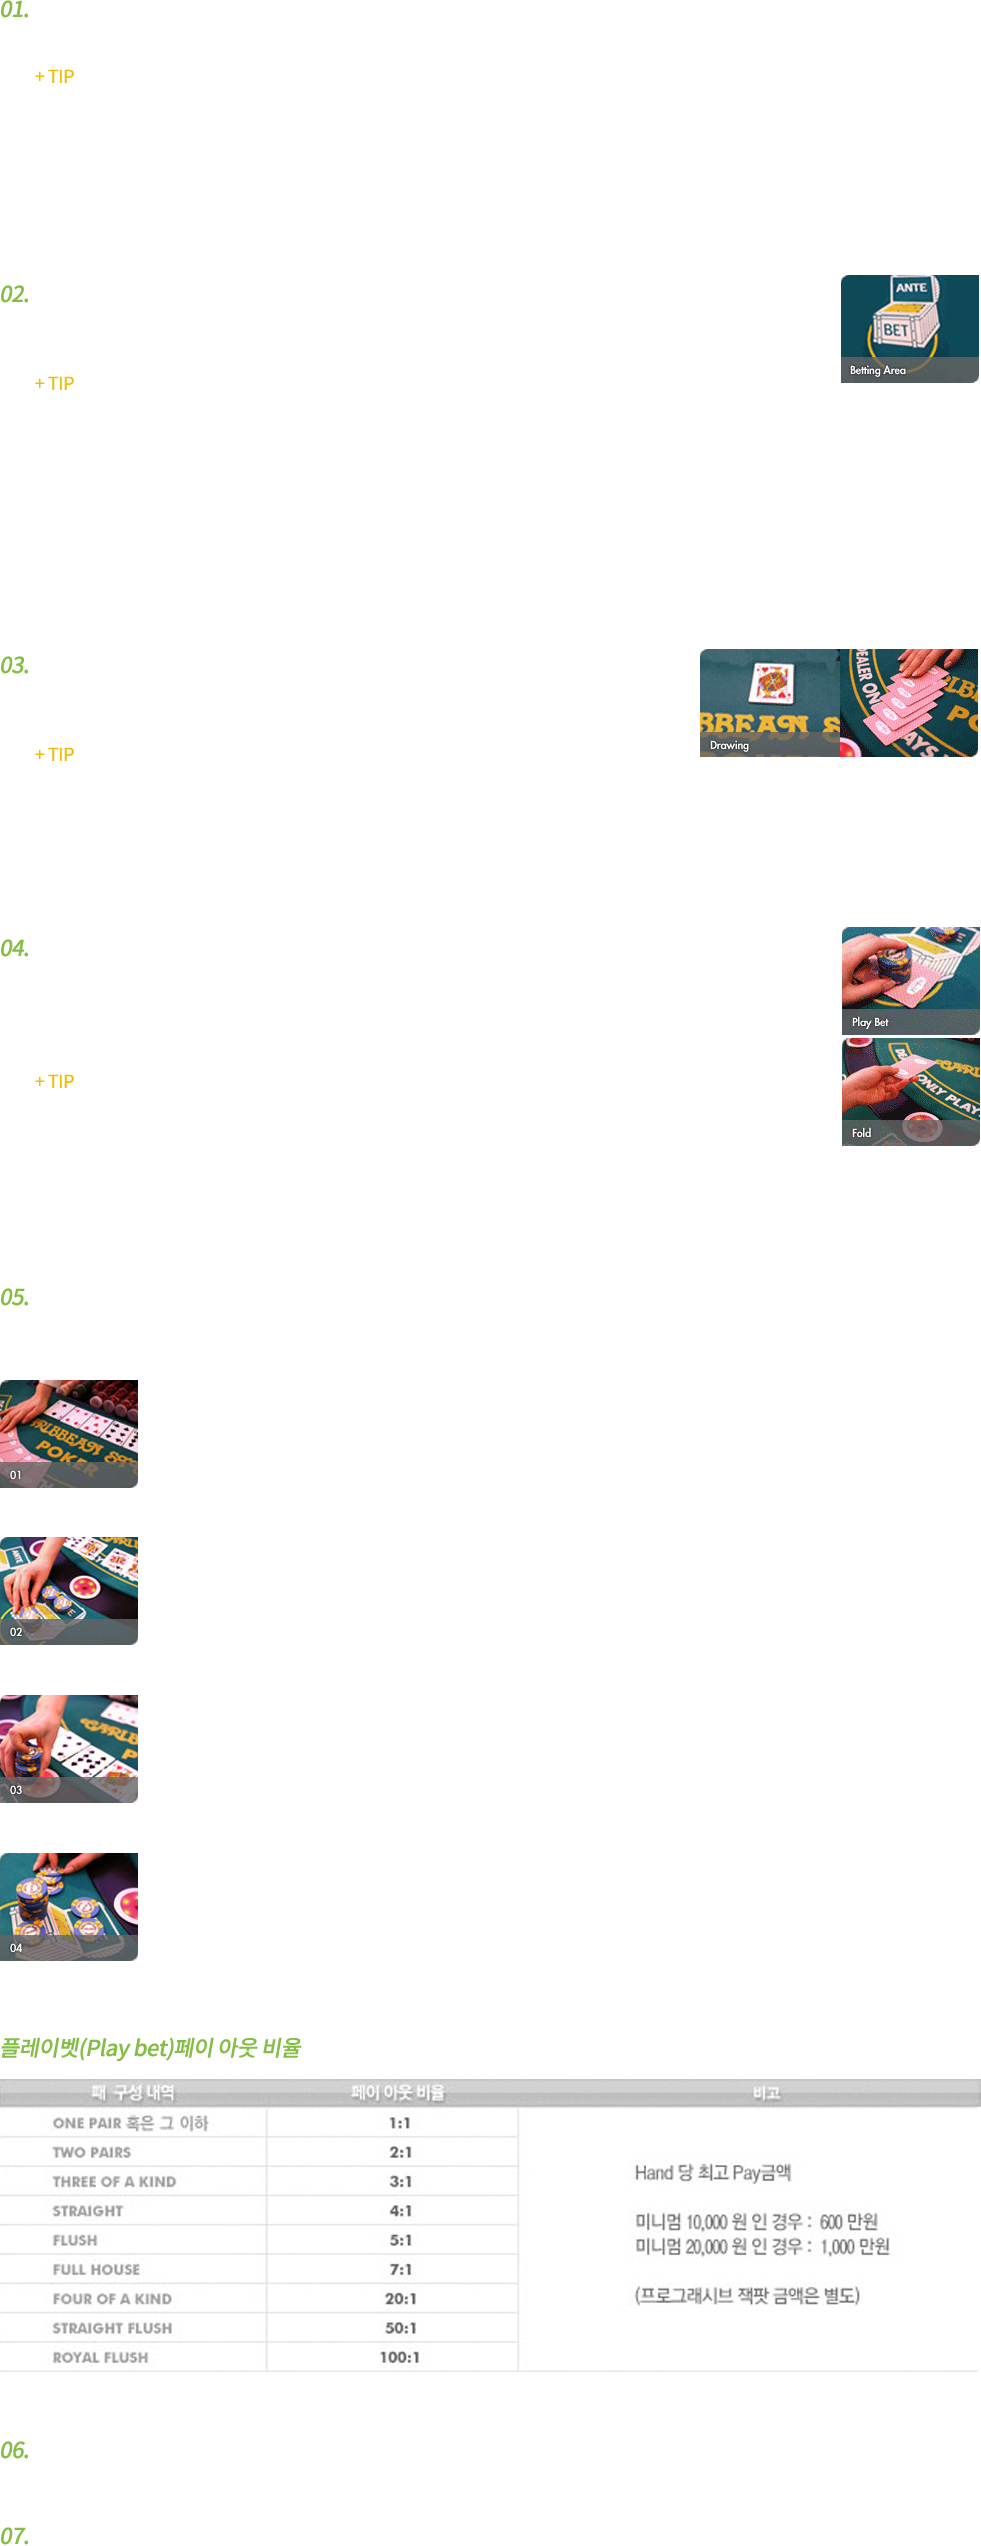 01.
+ TIP
02.
ANTE
BET
Betting Area
+ TIP
03.
DEALER ON
BBEAN S
Drawing
+ TIP
04.
Play Bet
+ TIP
ONLY PLAY
Fold
05.
POKER
01
ANTE
02
03
04
플레이벳(Play bet)페이 아웃 비율
패 구성 내역 페이 아웃 비율 비고
ONE PAIR 혹은 그 이하 1:1
TWO PAIRS 2:1
THREE OF A KIND 3:1
STRAIGHT 4:1
FLUSH 5:1
FULL HOUSE 7:1
FOUR OF A KIND 20:1
STRAIGHT FLUSH 50:1
ROYAL FLUSH 100:1
Hand 당 최고 Pay금액
미니멈 10,000 원 인 경우 : 600 만원
미니멈 20,000 원 인 경우 : 1,000 만원
(프로그래시브 잭팟 금액은 별도)
06.
07.